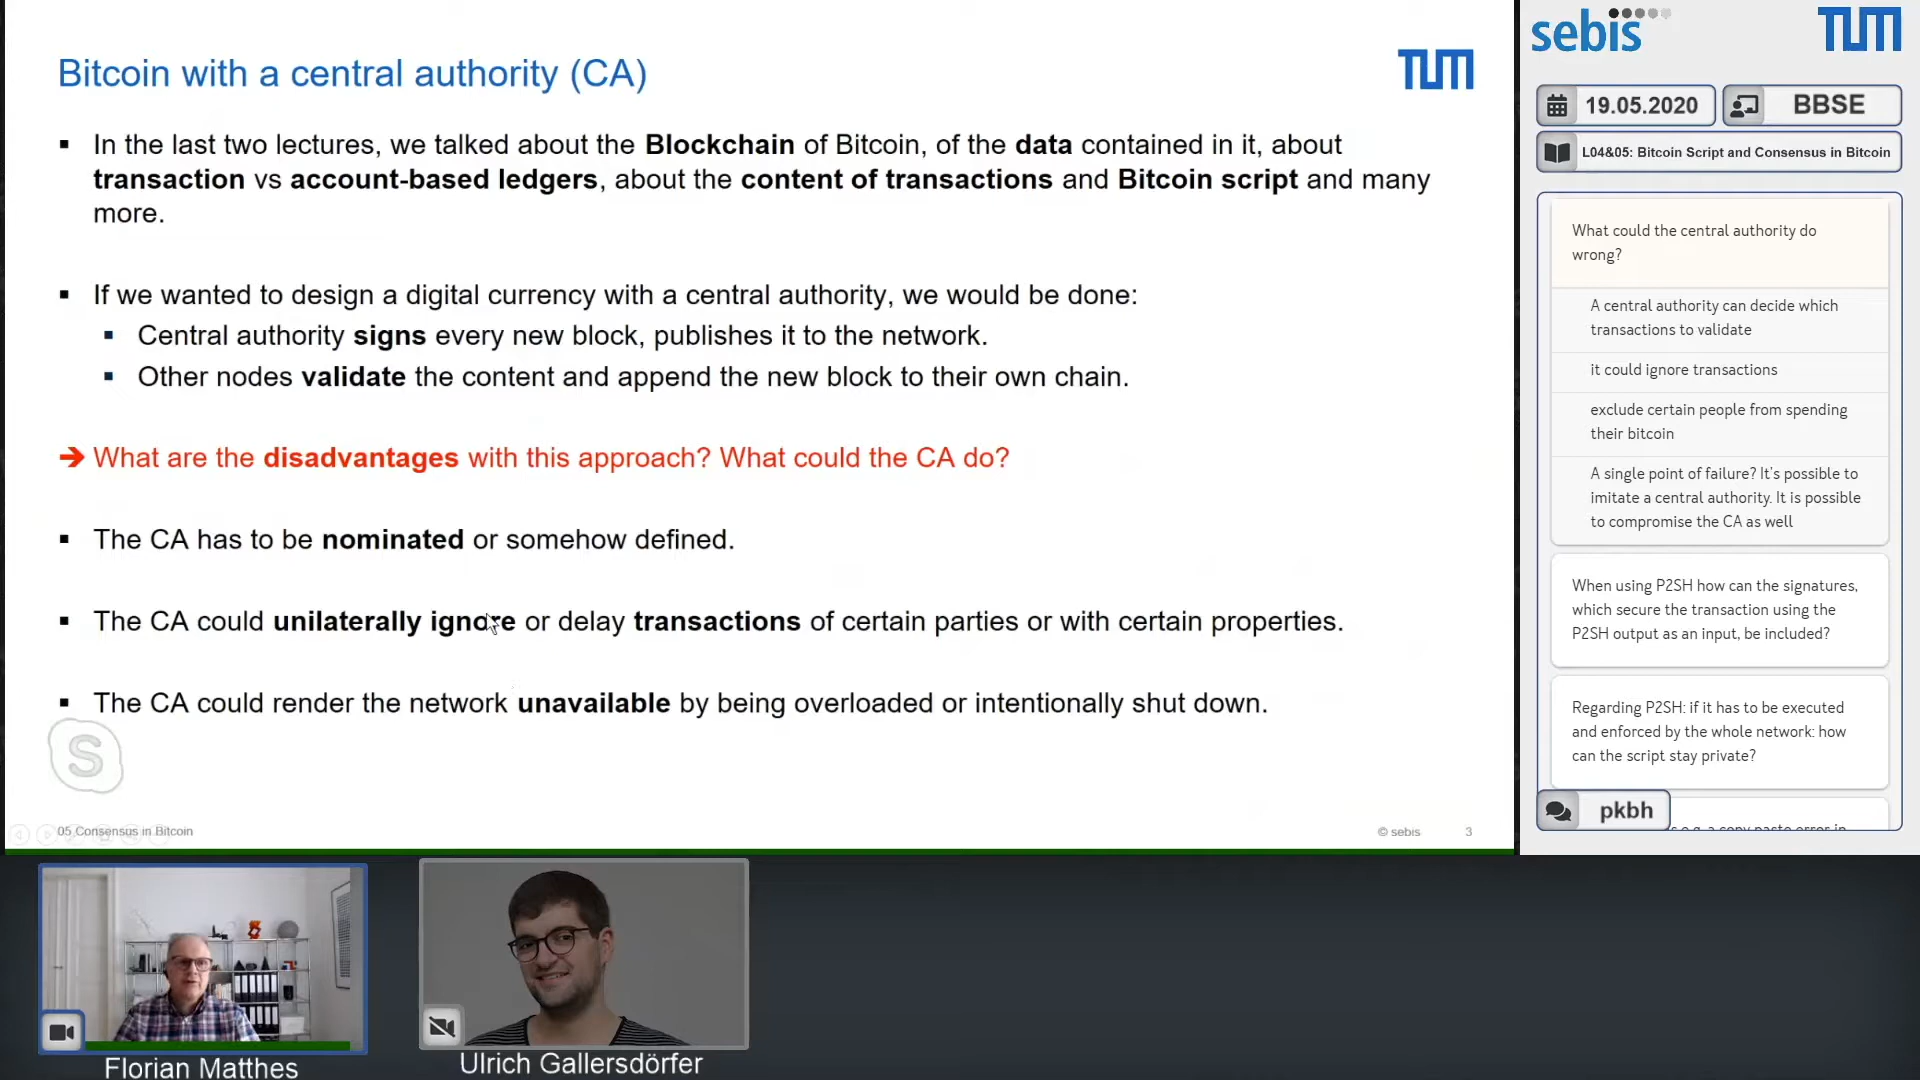 Bitcoin with a central authority (CA)
TUM
▪ In the last two lectures, we talked about the Blockchain of Bitcoin, of the data contained in it, about
transaction vs account-based ledgers, about the content of transactions and Bitcoin script and many
more.
▪ If we wanted to design a digital currency with a central authority, we would be done:
▪ Central authority signs every new block, publishes it to the network.
▪ Other nodes validate the content and append the new block to their own chain.
➔ What are the disadvantages with this approach? What could the CA do?
▪ The CA has to be nominated or somehow defined.
▪ The CA could unilaterally ignore or delay transactions of certain parties or with certain properties.
▪ The CA could render the network unavailable by being overloaded or intentionally shut down.
S
05 Consensus in Bitcoin
© sebis 3
sebis
TUM
19.05.2020
BBSE
L04&05: Bitcoin Script and Consensus in Bitcoin
What could the central authority do
wrong?
A central authority can decide which
transactions to validate
it could ignore transactions
exclude certain people from spending
their bitcoin
A single point of failure? It's possible to
imitate a central authority. It is possible
to compromise the CA as well
When using P2SH how can the signatures,
which secure the transaction using the
P2SH output as an input, be included?
Regarding P2SH: if it has to be executed
and enforced by the whole network: how
can the script stay private?
pkbh
e.g. a copy paste error in
Florian Matthes
Ulrich Gallersdörfer